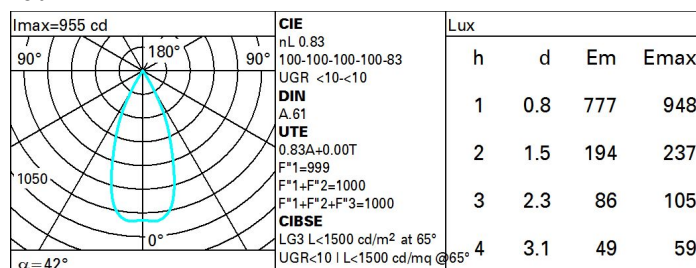 Imax=955 cd
90° 180° 90°
1050
0°
α=42°
CIE
nL 0.83
100-100-100-100-83
UGR <10-<10
DIN
A.61
UTE
0.83A+0.00T
F"1=999
F"1+F"2=1000
F"1+F"2+F"3=1000
CIBSE
LG3 L<1500 cd/m² at 65°
UGR<10 | L<1500 cd/mq @65°
Lux
h d Em Emax
1 0.8 777 948
2 1.5 194 237
3 2.3 86 105
4 3.1 49 59